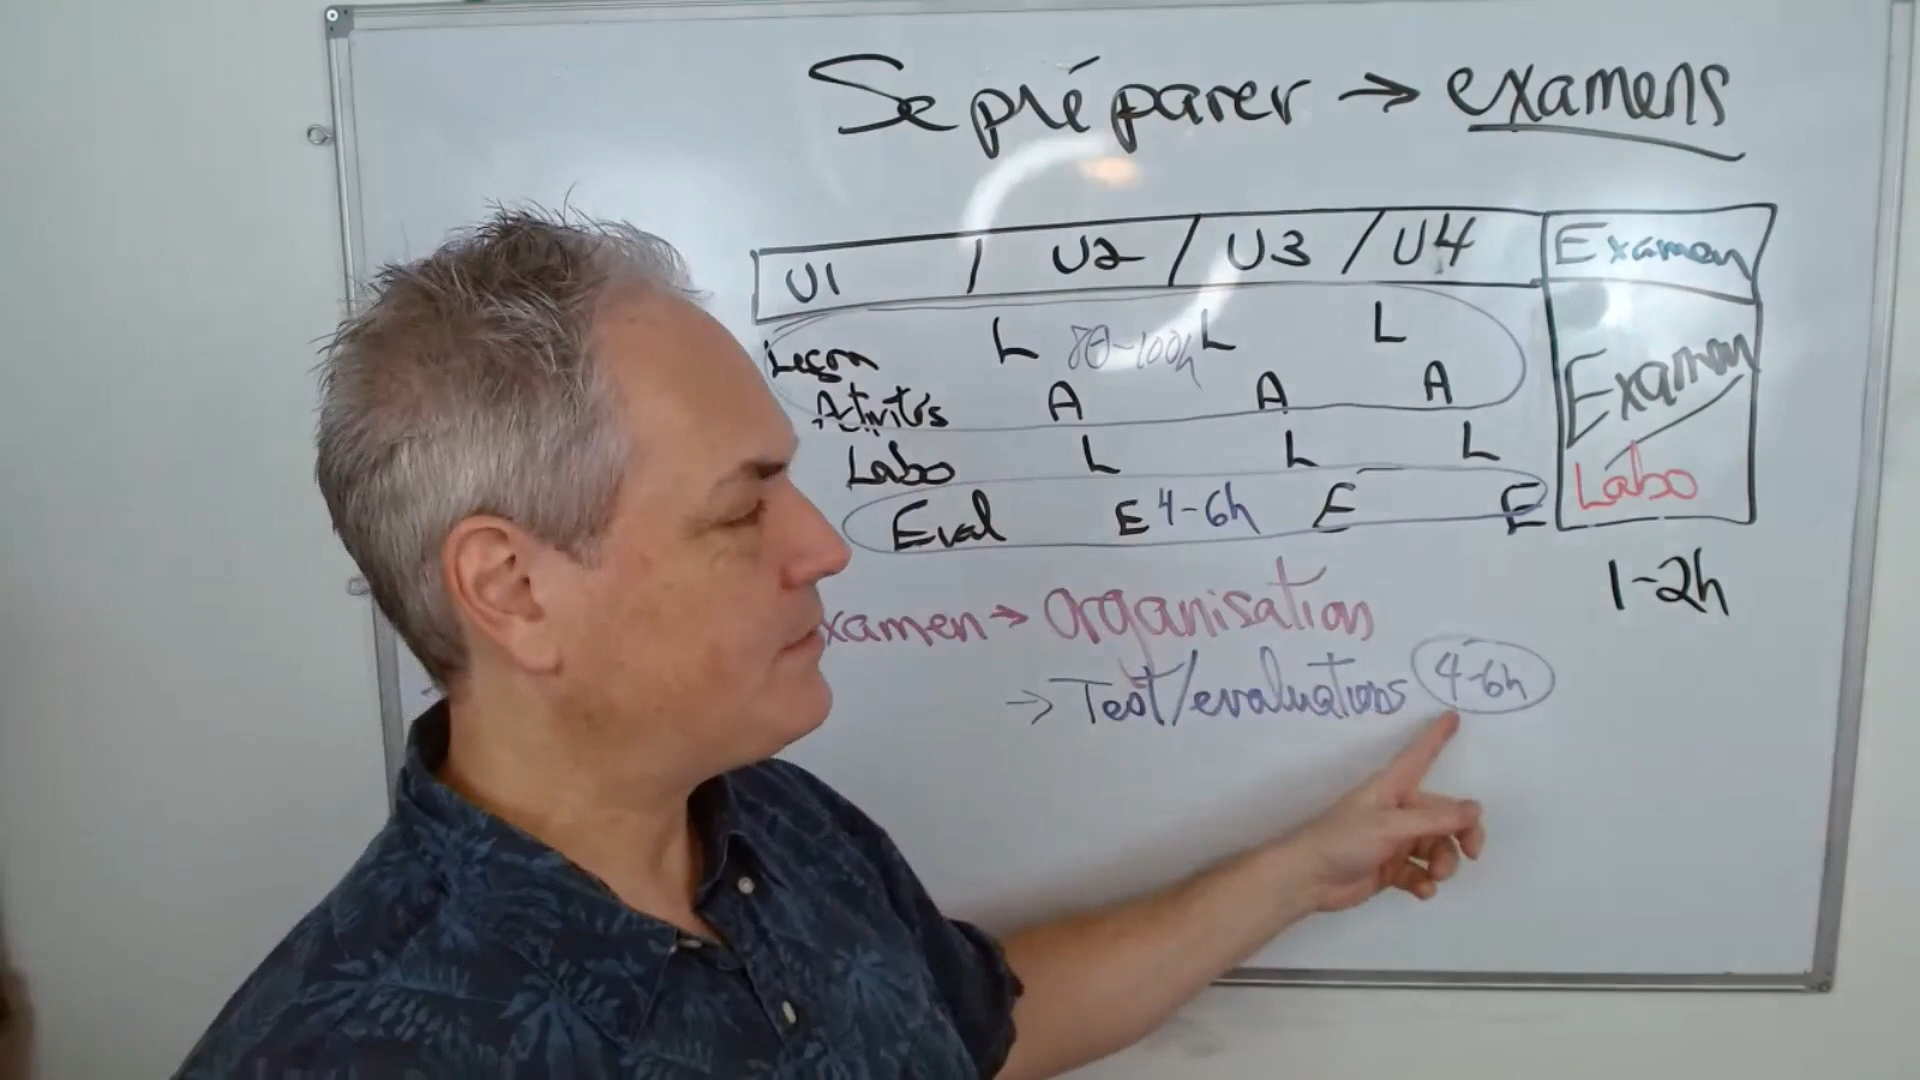 Se préparer → examens
U1 / U2 / U3 / U4 Examen
Leçon L 80-100h L L
Activités A A A Examen
Labo L L L Labo
Eval E 4-6h E E
1-2h
xamen → organisation
→ Test/evaluations 4-6h